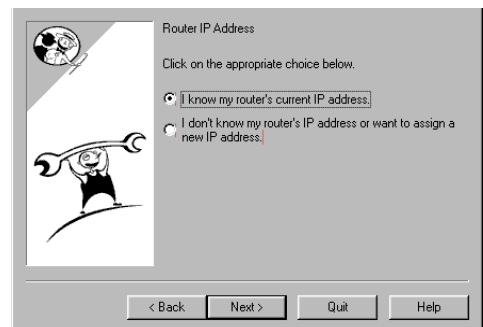 Router IP Address
Click on the appropriate choice below.
I know my router's current IP address.
I don't know my router's IP address or want to assign a
new IP address.
< Back
Next >
Quit
Help